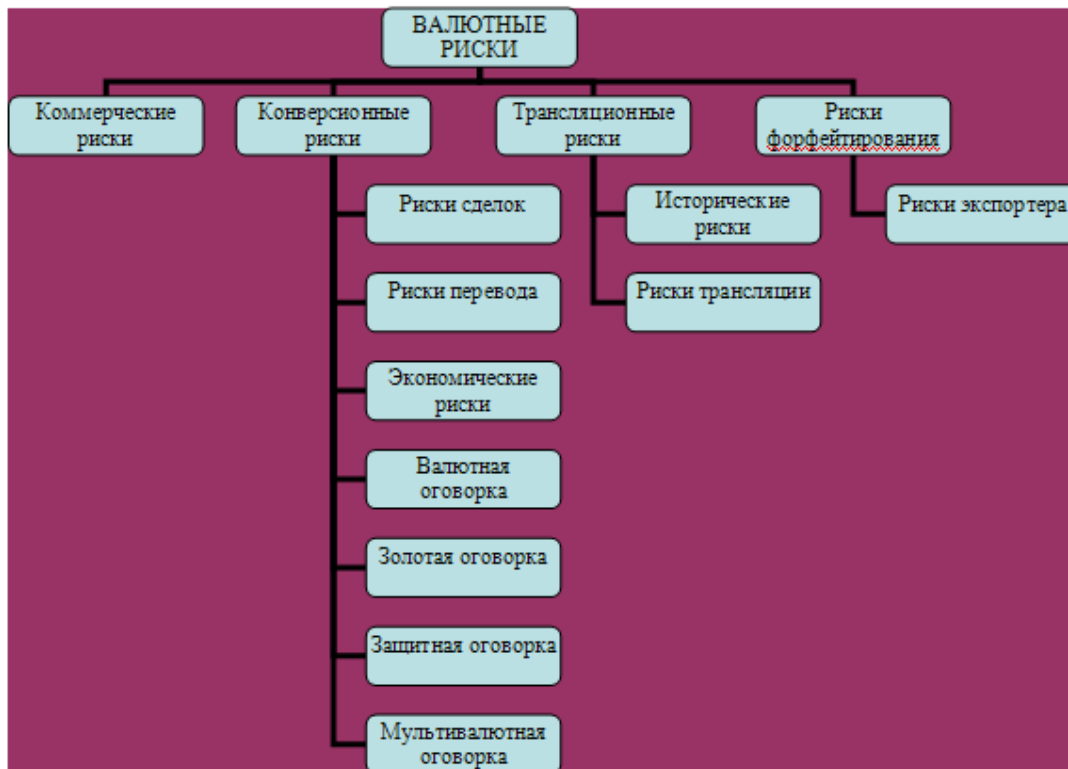 ВАЛЮТНЫЕ
РИСКИ
Коммерческие
риски
Конверсионные
риски
Трансляционные
риски
Риски
форфейтирования
Риски сделок
Исторические
риски
Риски экспортера
Риски перевода
Риски трансляции
Экономические
риски
Валютная
оговорка
Золотая оговорка
Защитная оговорка
Мультивалютная
оговорка